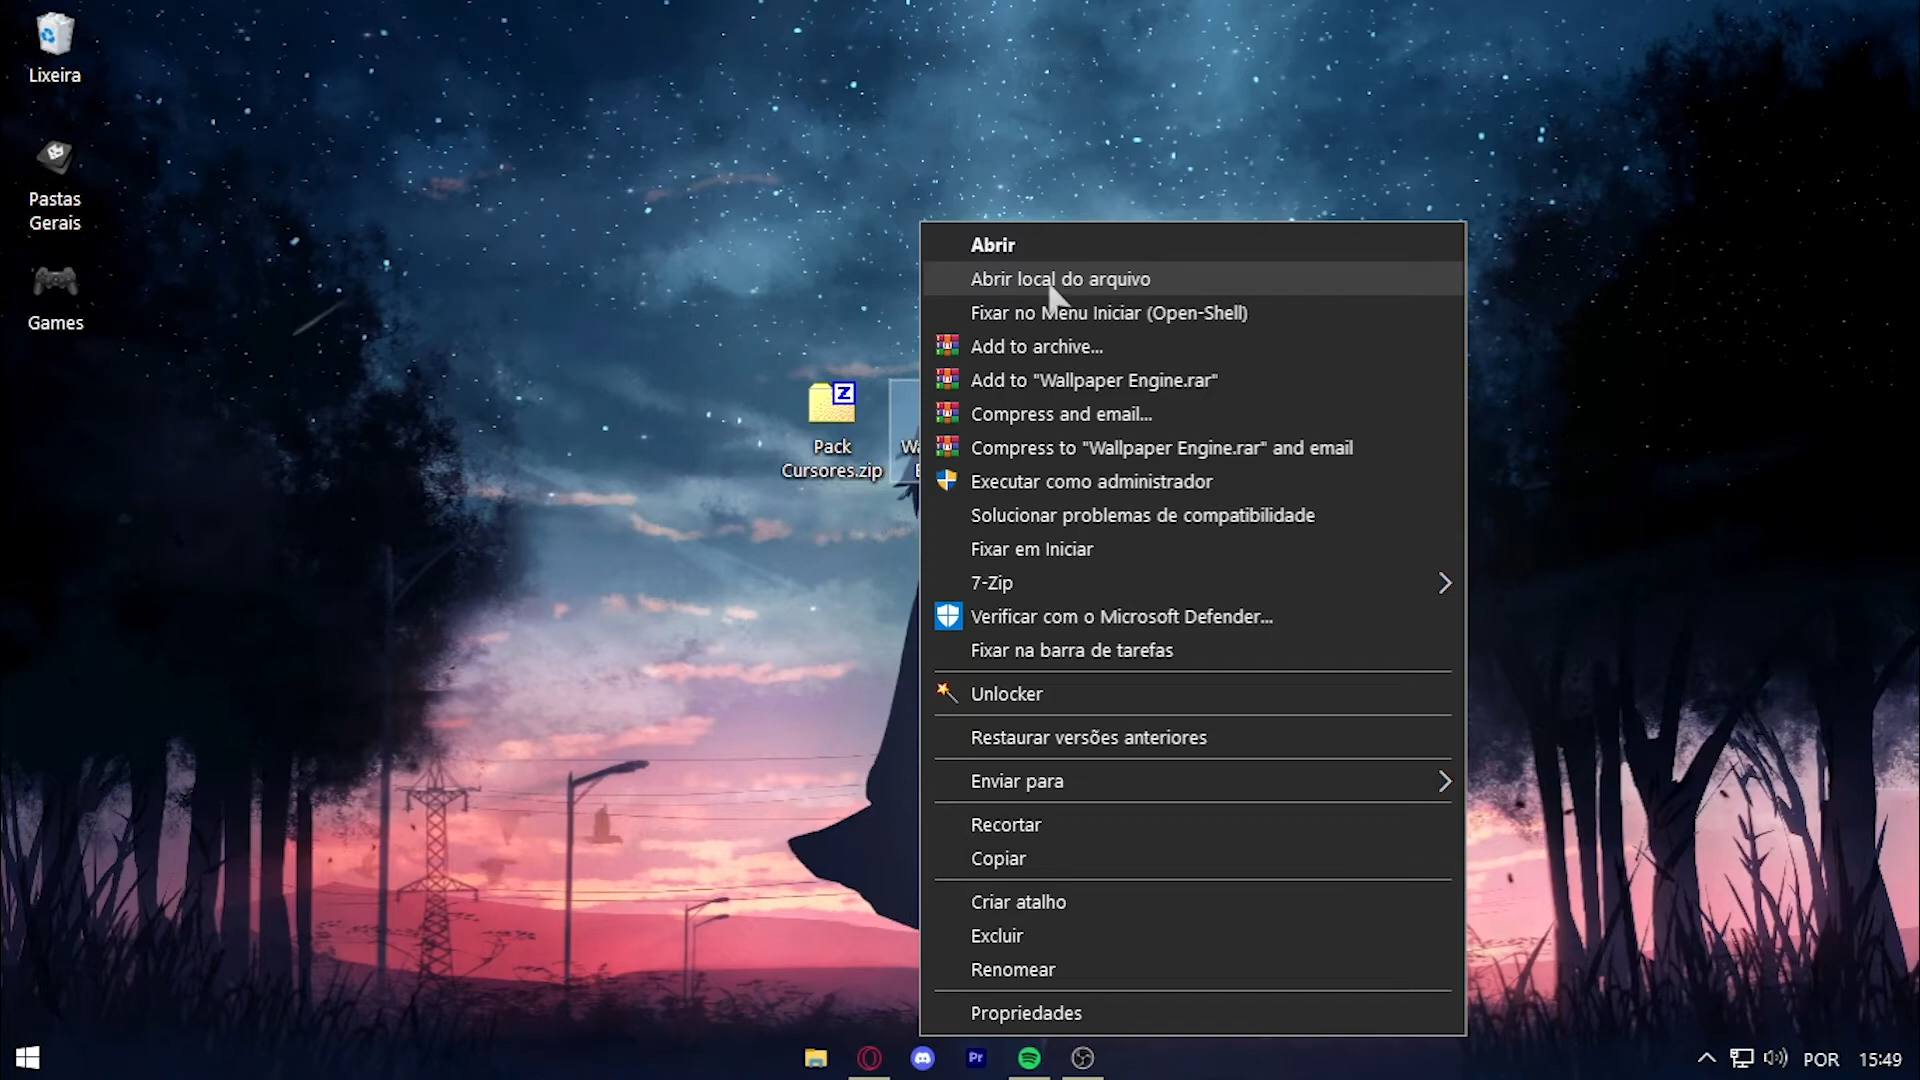 Lixeira
Pastas
Gerais
Games
Pack
Cursores.zip
Abrir
Abrir local do arquivo
Fixar no Menu Iniciar (Open-Shell)
Add to archive...
Add to "Wallpaper Engine.rar"
Compress and email...
Compress to "Wallpaper Engine.rar" and email
Executar como administrador
Solucionar problemas de compatibilidade
Fixar em Iniciar
7-Zip
Verificar com o Microsoft Defender...
Fixar na barra de tarefas
Unlocker
Restaurar versões anteriores
Enviar para
Recortar
Copiar
Criar atalho
Excluir
Renomear
Propriedades
Pr
POR
15:49